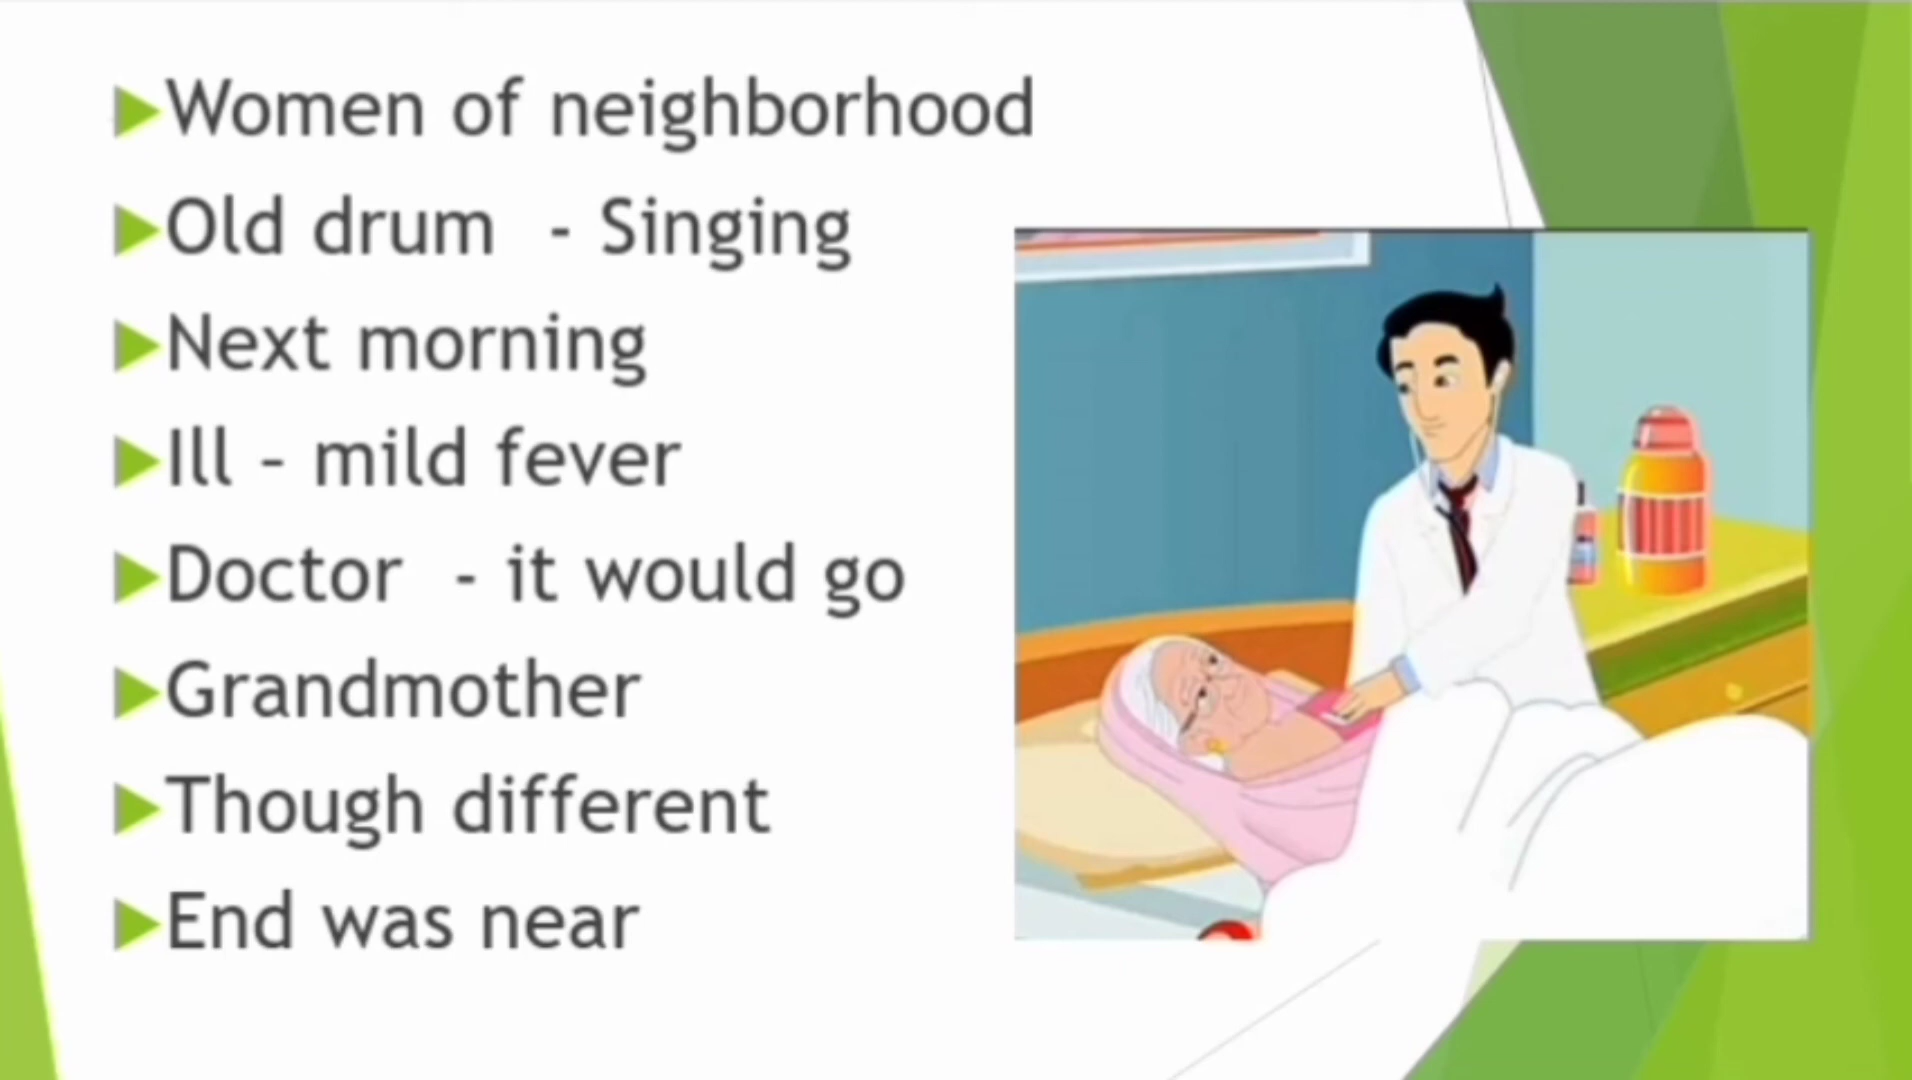 Women of neighborhood
Old drum - Singing
Next morning
Ill – mild fever
Doctor - it would go
Grandmother
Though different
End was near